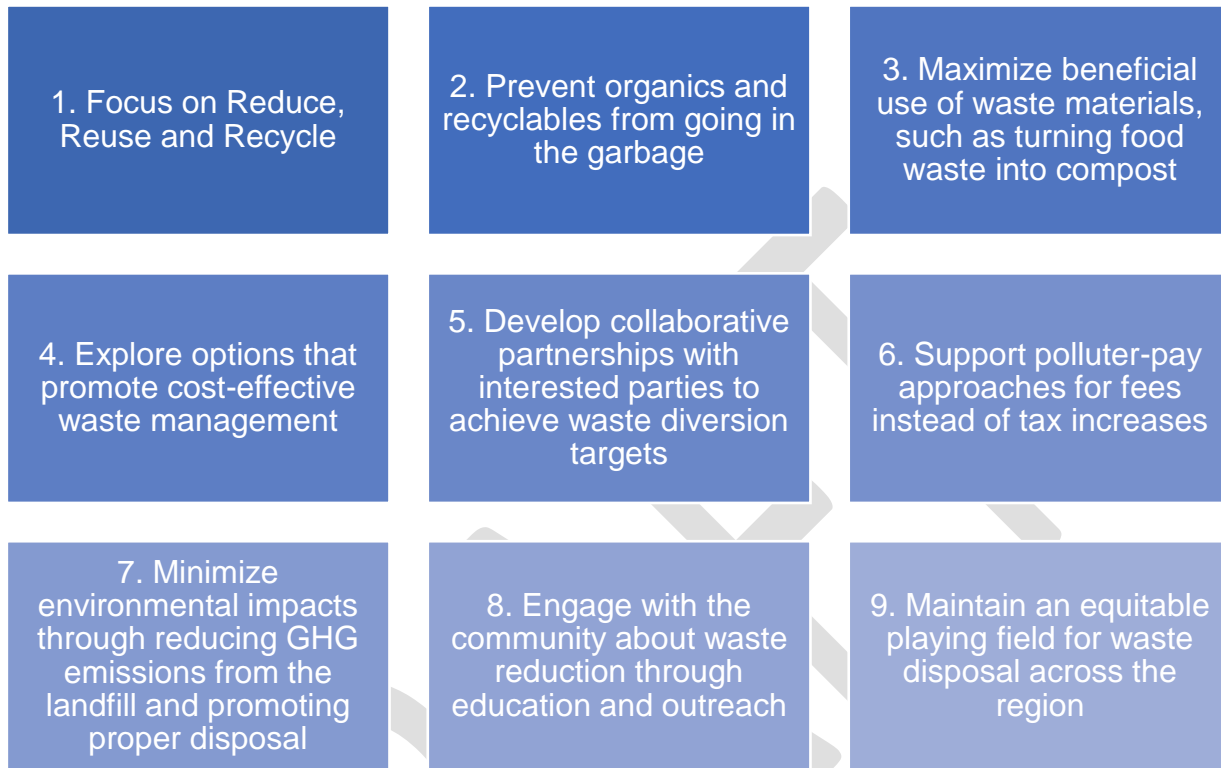 1. Focus on Reduce,
Reuse and Recycle
2. Prevent organics and
recyclables from going in
the garbage
3. Maximize beneficial
use of waste materials,
such as turning food
waste into compost
4. Explore options that
promote cost-effective
waste management
5. Develop collaborative
partnerships with
interested parties to
achieve waste diversion
targets
6. Support polluter-pay
approaches for fees
instead of tax increases
7. Minimize
environmental impacts
through reducing GHG
emissions from the
landfill and promoting
proper disposal
8. Engage with the
community about waste
reduction through
education and outreach
9. Maintain an equitable
playing field for waste
disposal across the
region